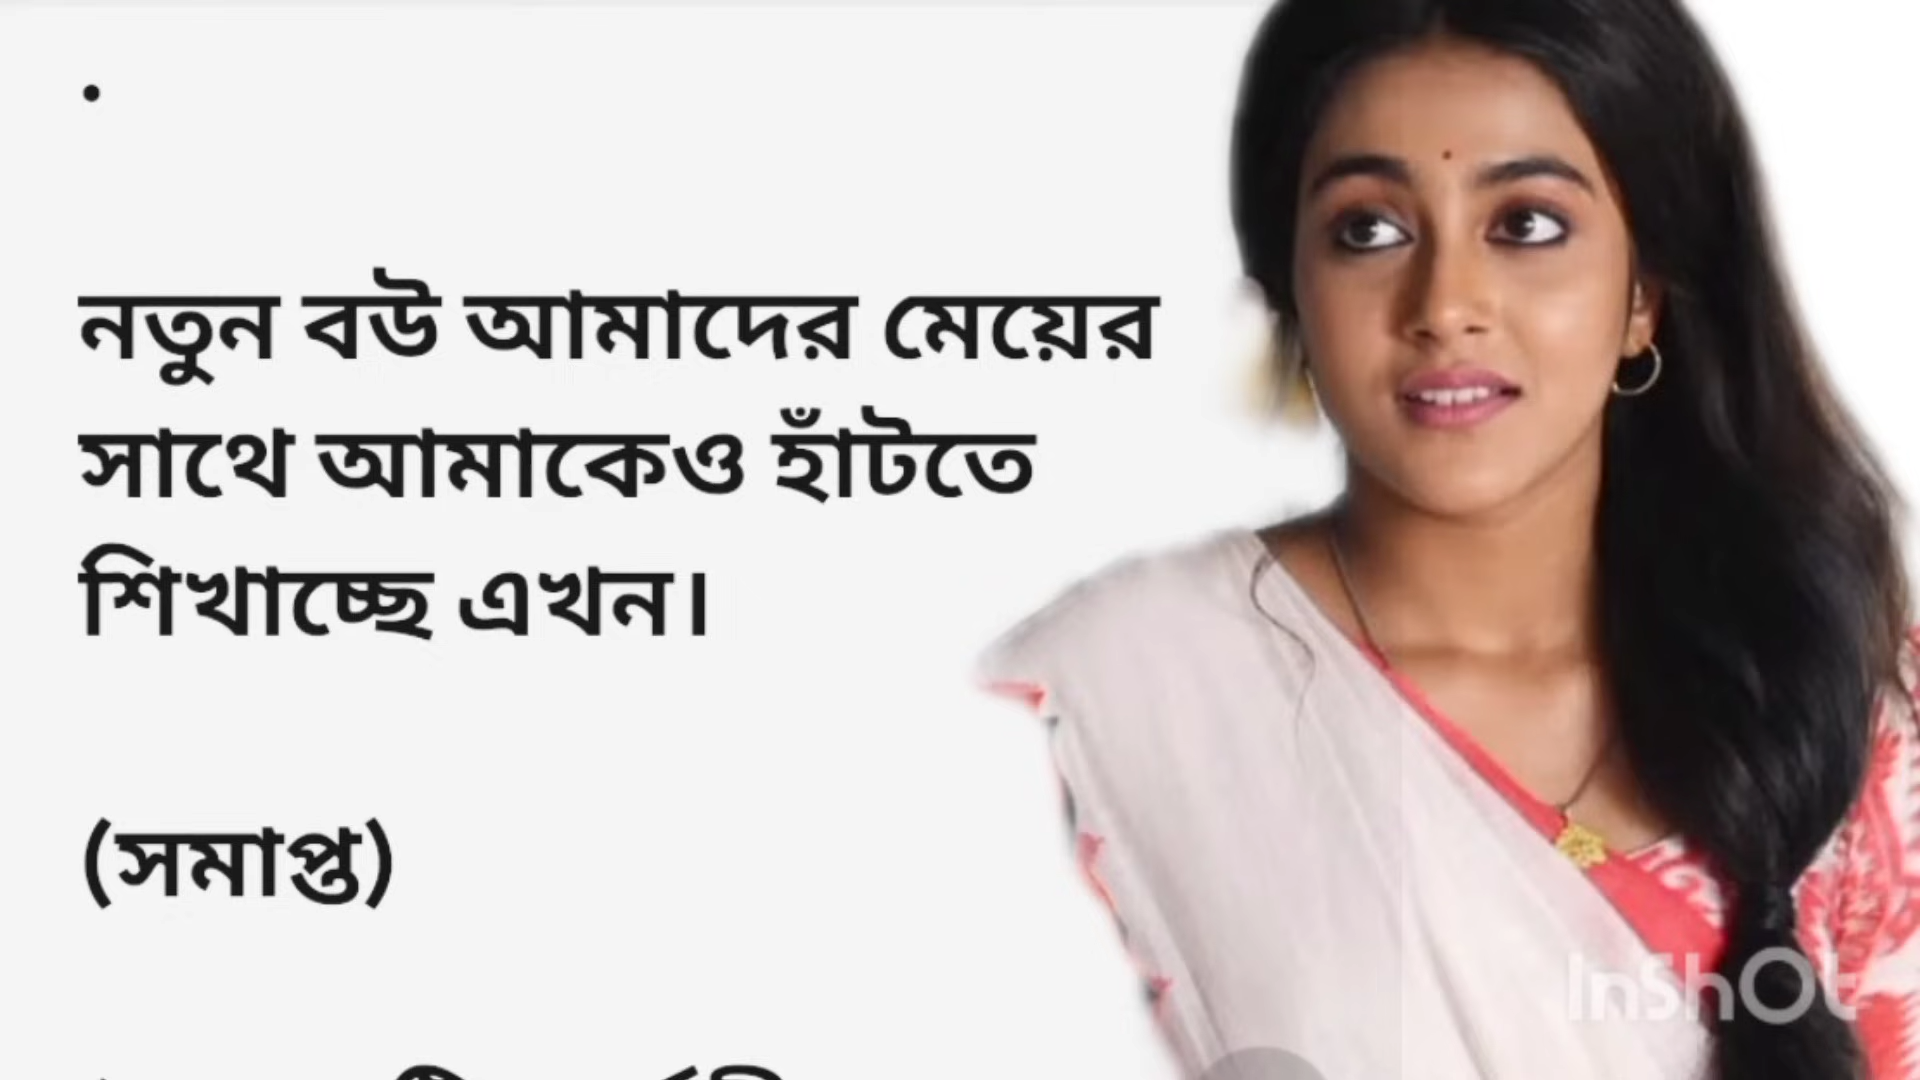 .
নতুন বউ আমাদের মেয়ের
সাথে আমাকেও হাঁটতে
শিখাচ্ছে এখন।
(সমাপ্ত)
InShOt